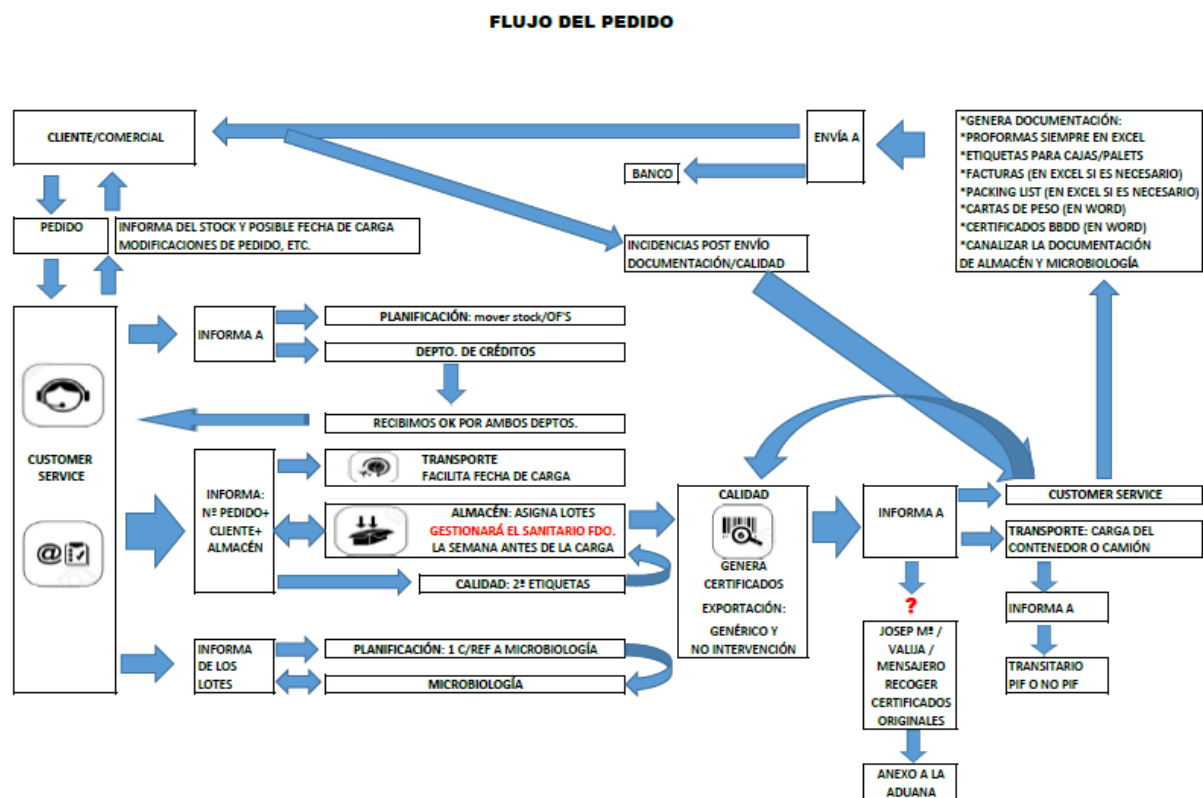 FLUJO DEL PEDIDO
CLIENTE/COMERCIAL
ENVÍA A
BANCO
*GENERA DOCUMENTACIÓN:
*PROFORMAS SIEMPRE EN EXCEL
*ETIQUETAS PARA CAJAS/PALETS
*FACTURAS (EN EXCEL SI ES NECESARIO)
*PACKING LIST (EN EXCEL SI ES NECESARIO)
*CARTAS DE PESO (EN WORD)
*CERTIFICADOS BBDD (EN WORD)
*CANALIZAR LA DOCUMENTACIÓN
DE ALMACÉN Y MICROBIOLOGÍA
PEDIDO
INFORMA DEL STOCK Y POSIBLE FECHA DE CARGA
MODIFICACIONES DE PEDIDO, ETC.
INCIDENCIAS POST ENVÍO
DOCUMENTACIÓN/CALIDAD
INFORMA A
PLANIFICACIÓN: mover stock/OF'S
DEPTO. DE CRÉDITOS
RECIBIMOS OK POR AMBOS DEPTOS.
CUSTOMER
SERVICE
@
INFORMA:
Nº PEDIDO+
CLIENTE+
ALMACÉN
TRANSPORTE
FACILITA FECHA DE CARGA
ALMACÉN: ASIGNA LOTES
GESTIONARÁ EL SANITARIO FDO.
LA SEMANA ANTES DE LA CARGA
CALIDAD: 2ª ETIQUETAS
INFORMA
DE LOS
LOTES
PLANIFICACIÓN: 1 C/REF A MICROBIOLOGÍA
MICROBIOLOGÍA
CALIDAD
GENERA
CERTIFICADOS
EXPORTACIÓN:
GENÉRICO Y
NO INTERVENCIÓN
INFORMA A
CUSTOMER SERVICE
TRANSPORTE: CARGA DEL
CONTENEDOR O CAMIÓN
?
JOSEP Mª /
VALIJA /
MENSAJERO
RECOGER
CERTIFICADOS
ORIGINALES
ANEXO A LA
ADUANA
INFORMA A
TRANSITARIO
PIF O NO PIF